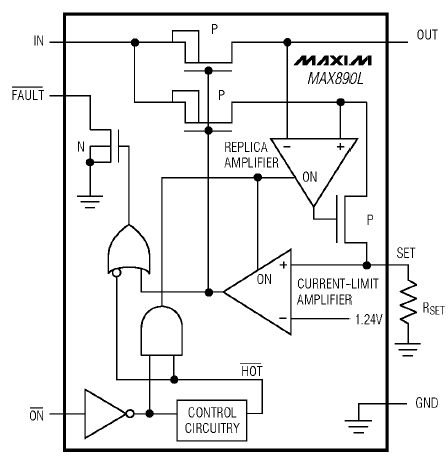 IN
P
OUT
MAXIM
MAX890L
FAULT
P
N
REPLICA
AMPLIFIER
− +
ON
P
SET
+
ON
CURRENT-LIMIT
AMPLIFIER
RSET
− 1.24V
HOT
ON
CONTROL
CIRCUITRY
GND